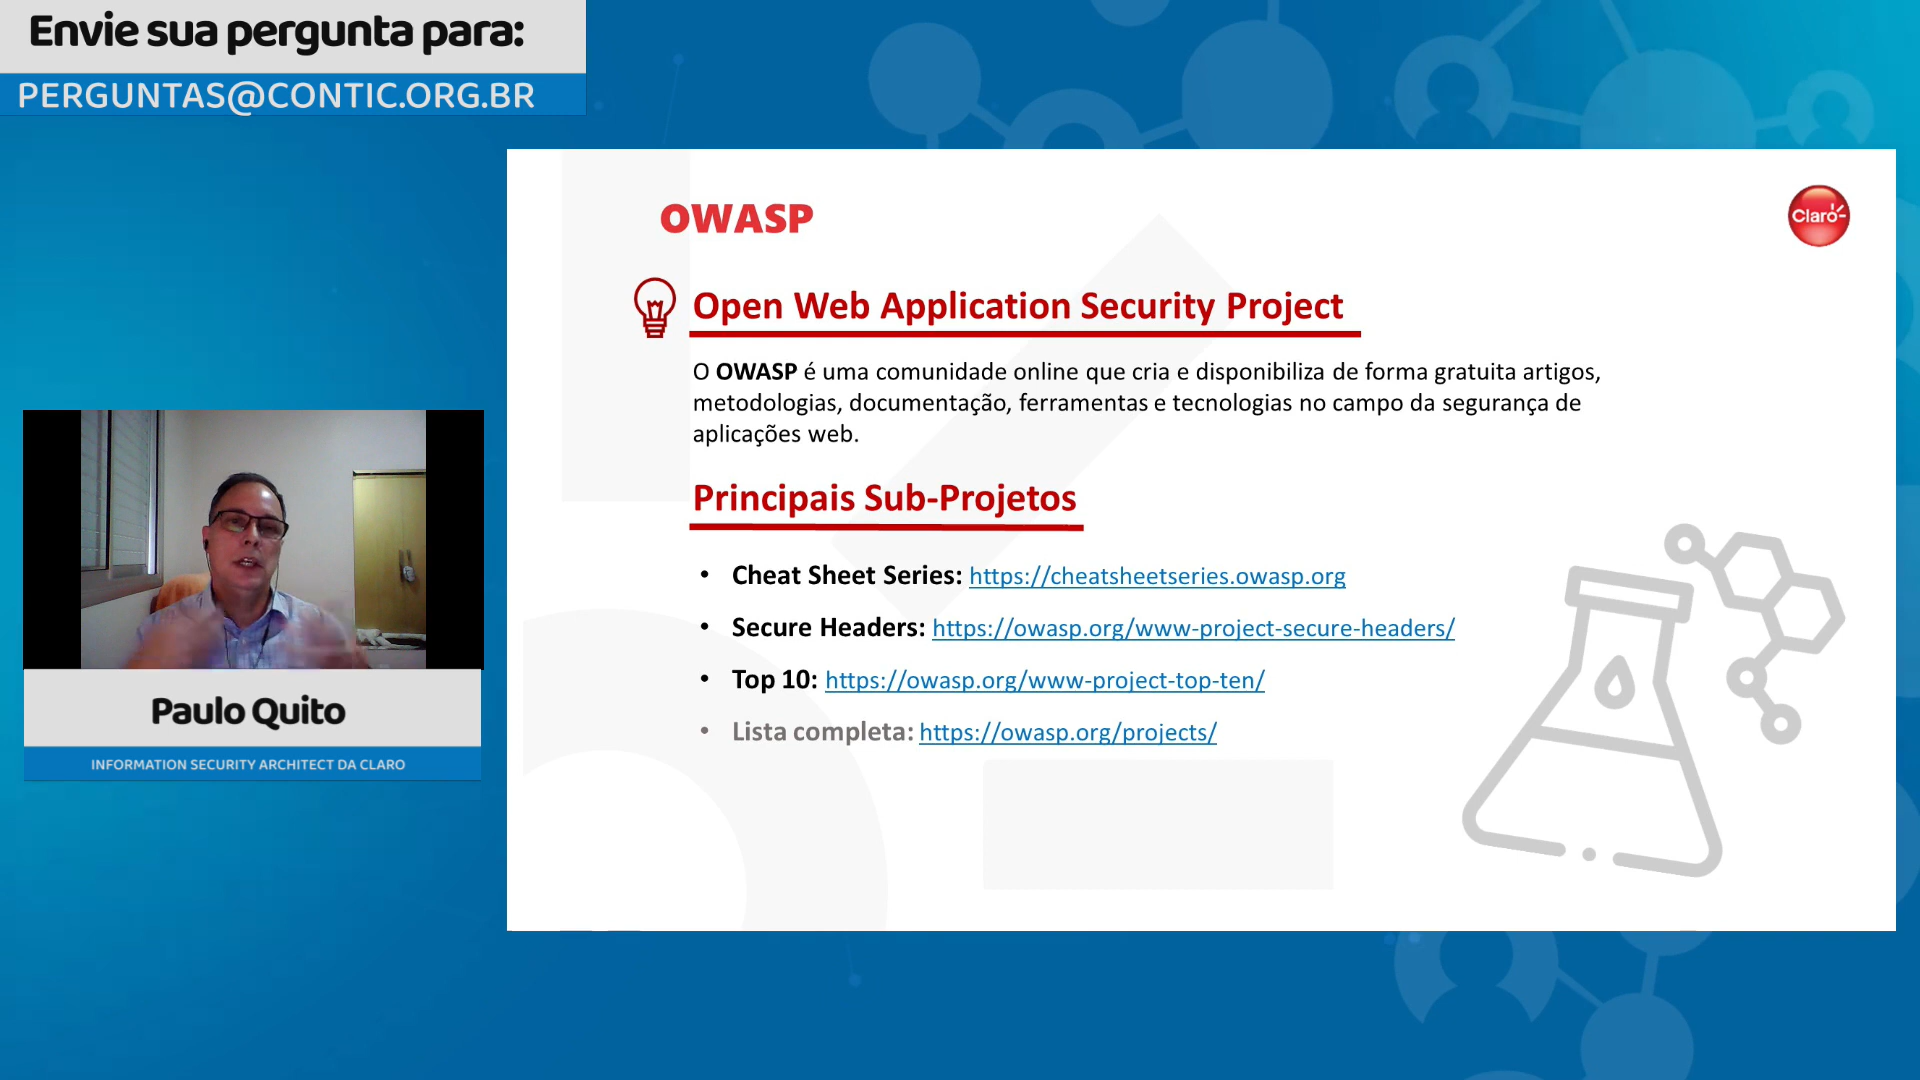 Envie sua pergunta para:
PERGUNTAS@CONTIC.ORG.BR
OWASP
Claro
Open Web Application Security Project
O OWASP é uma comunidade online que cria e disponibiliza de forma gratuita artigos,
metodologias, documentação, ferramentas e tecnologias no campo da segurança de
aplicações web.
Principais Sub-Projetos
• Cheat Sheet Series: https://cheatsheetseries.owasp.org
• Secure Headers: https://owasp.org/www-project-secure-headers/
• Top 10: https://owasp.org/www-project-top-ten/
• Lista completa: https://owasp.org/projects/
Paulo Quito
INFORMATION SECURITY ARCHITECT DA CLARO